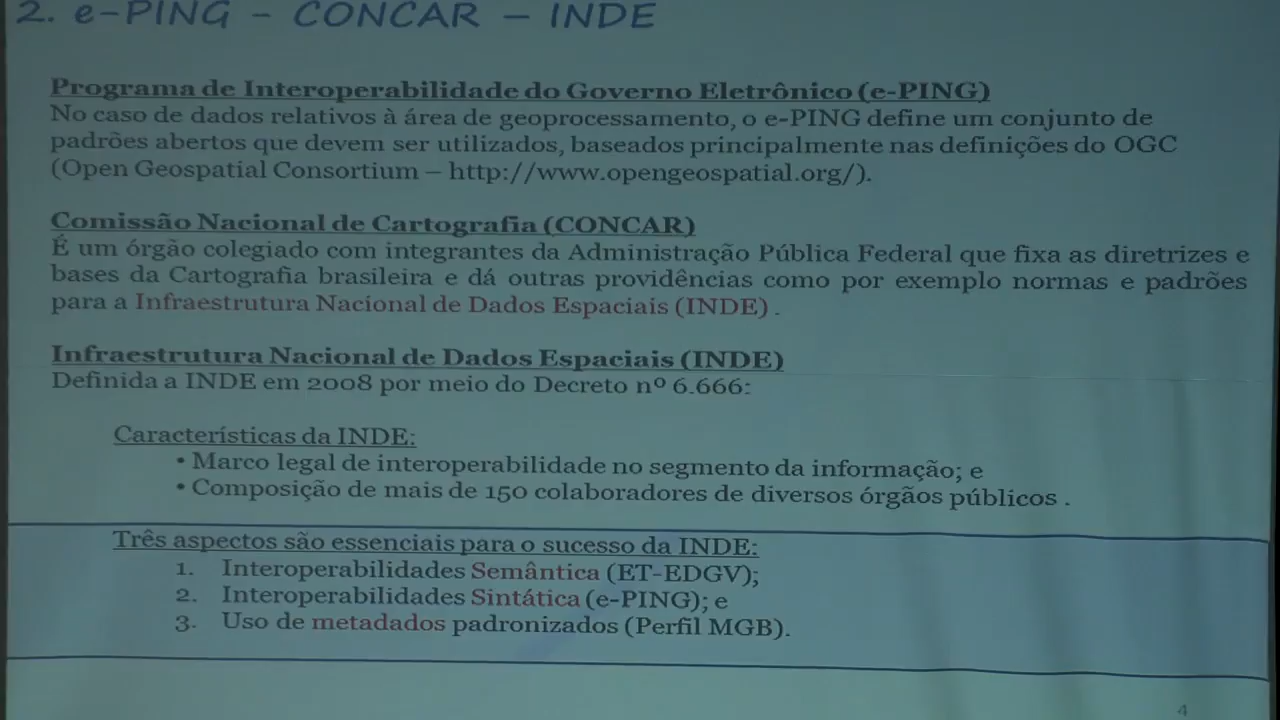 2. e-PING - CONCAR – INDE
Programa de Interoperabilidade do Governo Eletrônico (e-PING)
No caso de dados relativos à área de geoprocessamento, o e-PING define um conjunto de
padrões abertos que devem ser utilizados, baseados principalmente nas definições do OGC
(Open Geospatial Consortium – http://www.opengeospatial.org/).
Comissão Nacional de Cartografia (CONCAR)
É um órgão colegiado com integrantes da Administração Pública Federal que fixa as diretrizes e
bases da Cartografia brasileira e dá outras providências como por exemplo normas e padrões
para a Infraestrutura Nacional de Dados Espaciais (INDE) .
Infraestrutura Nacional de Dados Espaciais (INDE)
Definida a INDE em 2008 por meio do Decreto nº 6.666:
Características da INDE:
• Marco legal de interoperabilidade no segmento da informação; e
• Composição de mais de 150 colaboradores de diversos órgãos públicos .
Três aspectos são essenciais para o sucesso da INDE:
1. Interoperabilidades Semântica (ET-EDGV);
2. Interoperabilidades Sintática (e-PING); e
3. Uso de metadados padronizados (Perfil MGB).
4